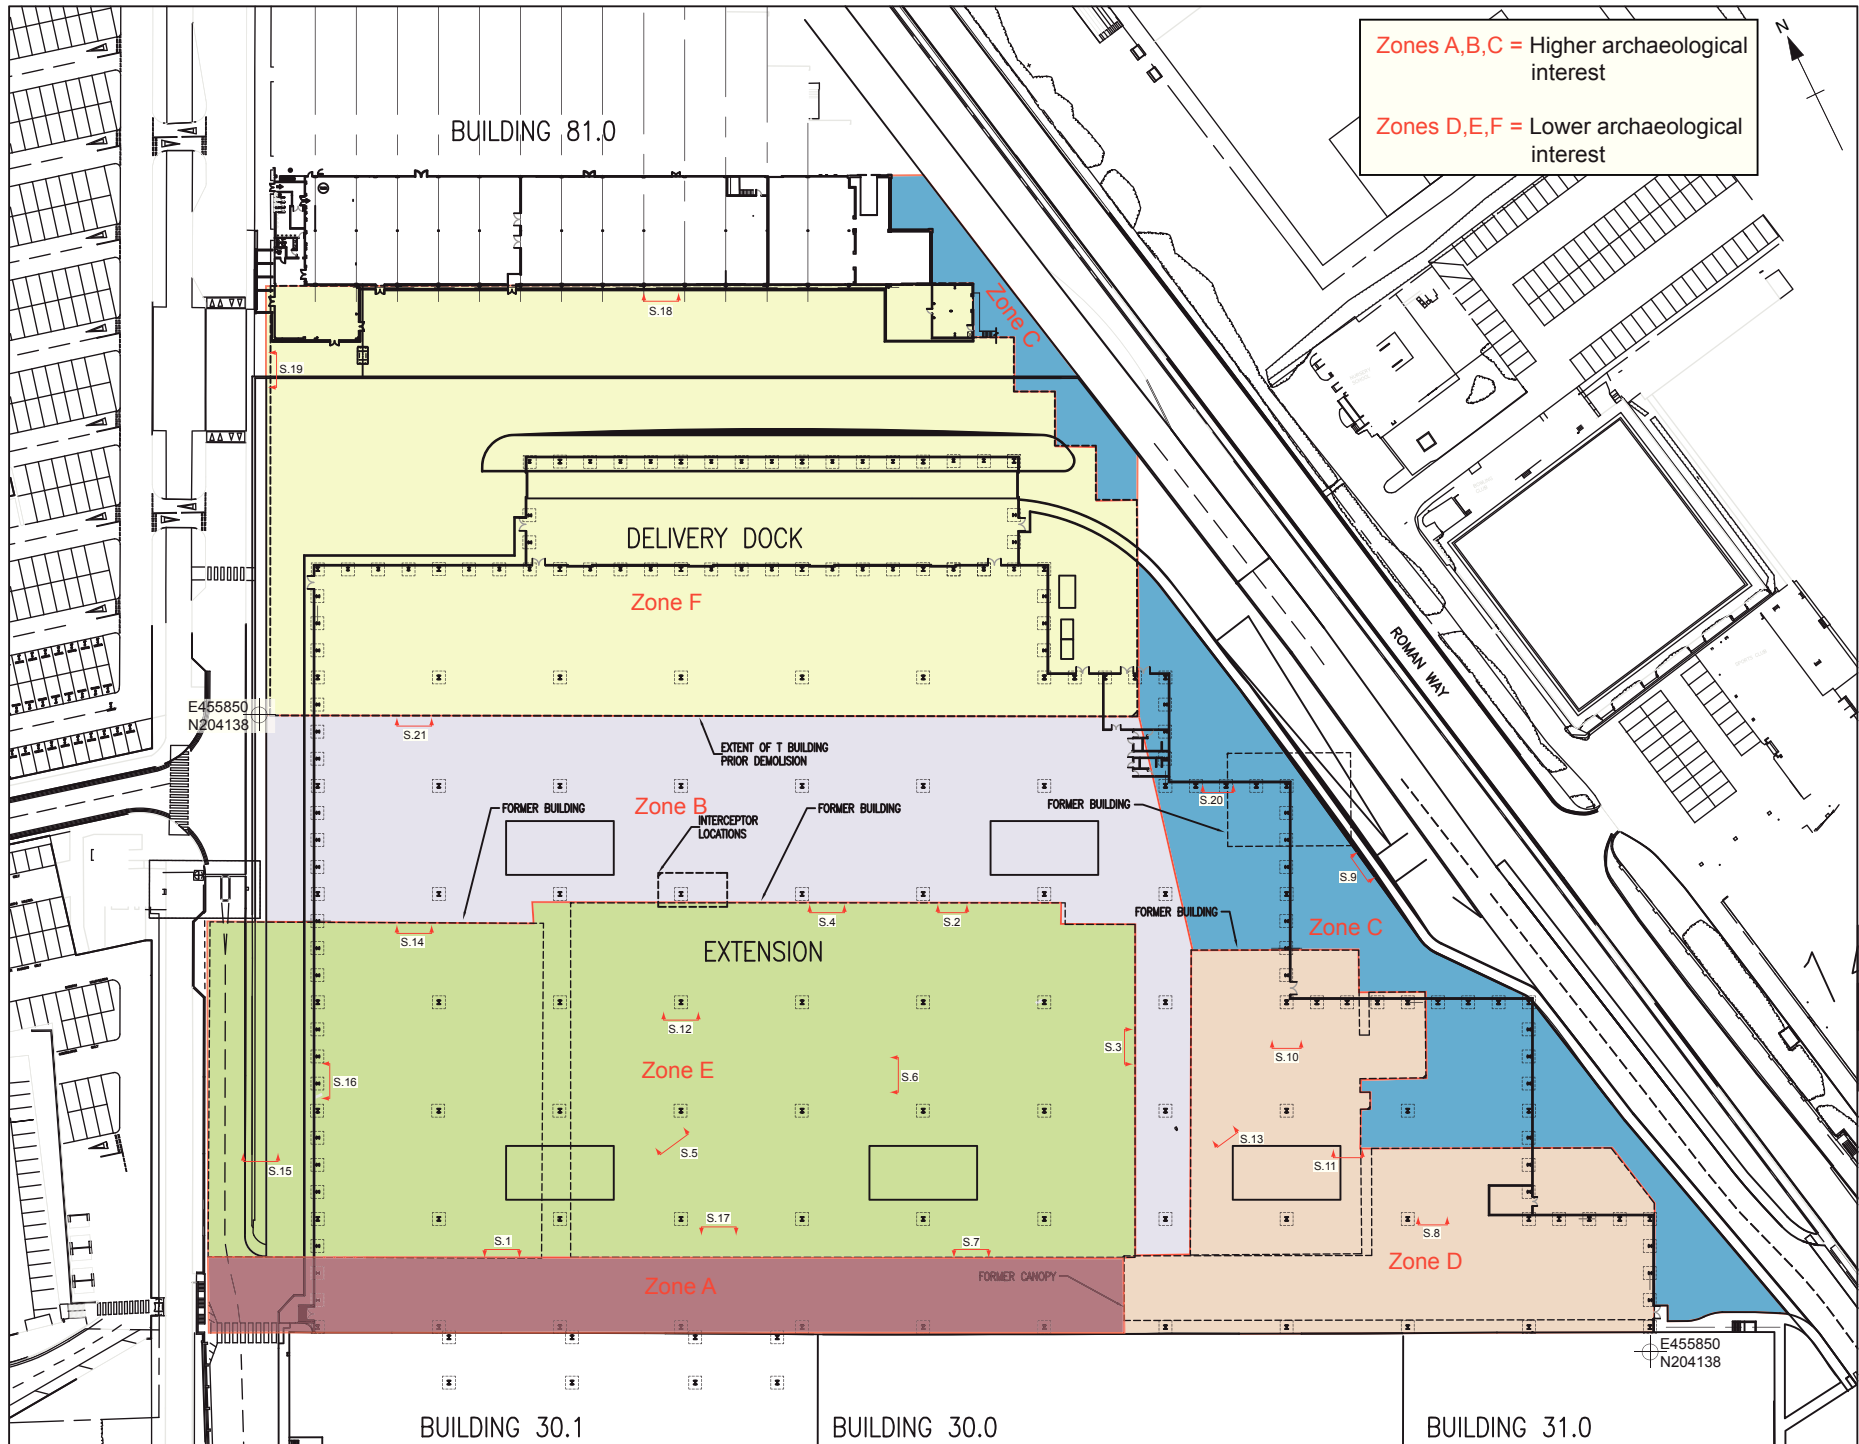 Zones A,B,C = Higher archaeological
interest
Zones D,E,F = Lower archaeological
interest
N
BUILDING 81.0
Zone C
S.18
S.19
DELIVERY DOCK
Zone F
ROMAN WAY
E455850
N204138
S.21
EXTENT OF T BUILDING
PRIOR DEMOLISION
Zone B
FORMER BUILDING
INTERCEPTOR
LOCATIONS
FORMER BUILDING
FORMER BUILDING
S.20
S.9
S.14
S.4
S.2
FORMER BUILDING
Zone C
EXTENSION
S.12
S.3
S.10
Zone E
S.6
S.16
S.5
S.13
S.11
S.15
S.17
S.8
S.1
S.7
Zone D
Zone A
FORMER CANOPY
E455850
N204138
BUILDING 30.1
BUILDING 30.0
BUILDING 31.0